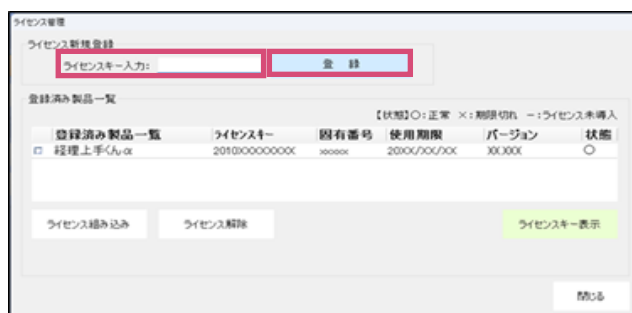 ライセンス管理
ライセンス新規登録
ライセンスキー入力:
登 録
登録済み製品一覧
【状態】○:正常 ×:期限切れ -:ライセンス未導入
登録済み製品一覧 ライセンスキー 固有番号 使用期限 バージョン 状態
経理上手くんα 2010XXXXXXXX xxxxxx 20XX/XX/XX XX.XXX ○
ライセンス組み込み ライセンス解除 ライセンスキー表示
閉じる